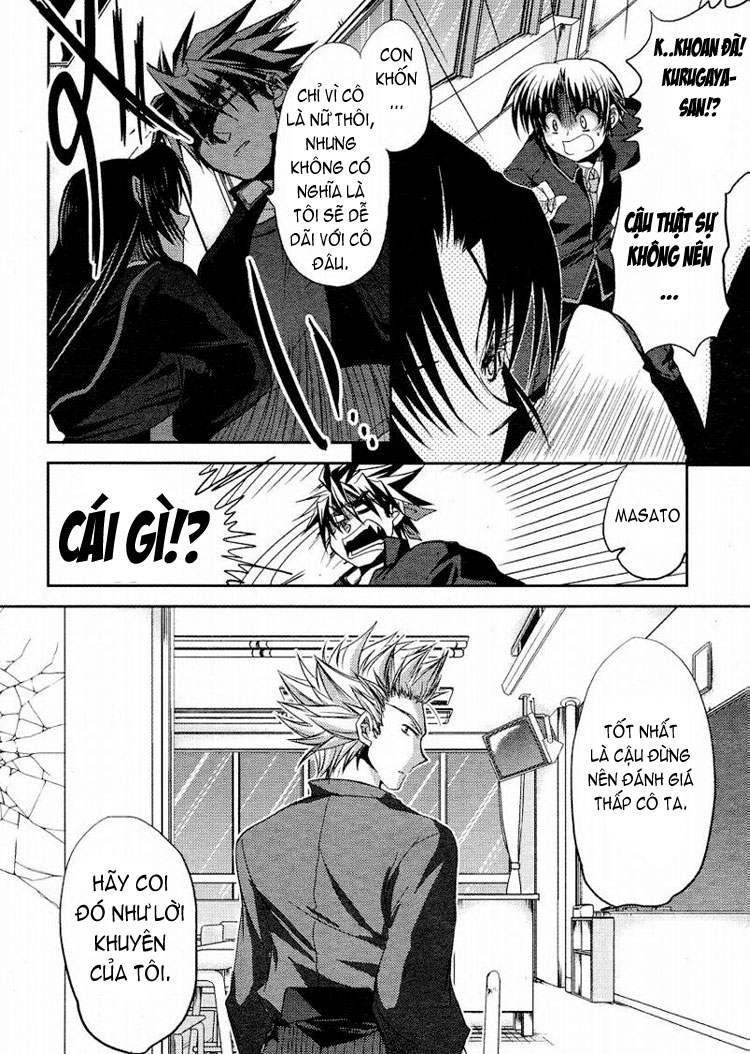 K..KHOAN ĐÃ!
KURUGAYA-
SAN!?
CẬU THẬT SỰ
KHÔNG NÊN
...
CON
KHỐN
...
CHỈ VÌ CÔ
LÀ NỮ THÔI,
NHƯNG
KHÔNG CÓ
NGHĨA LÀ
TÔI SẼ DỄ
DÃI VỚI CÔ
ĐÂU.
MASATO
CÁI GÌ!?
TỐT NHẤT
LÀ CẬU ĐỪNG
NÊN ĐÁNH GIÁ
THẤP CÔ TA.
HÃY COI
ĐÓ NHƯ LỜI
KHUYÊN
CỦA TÔI.